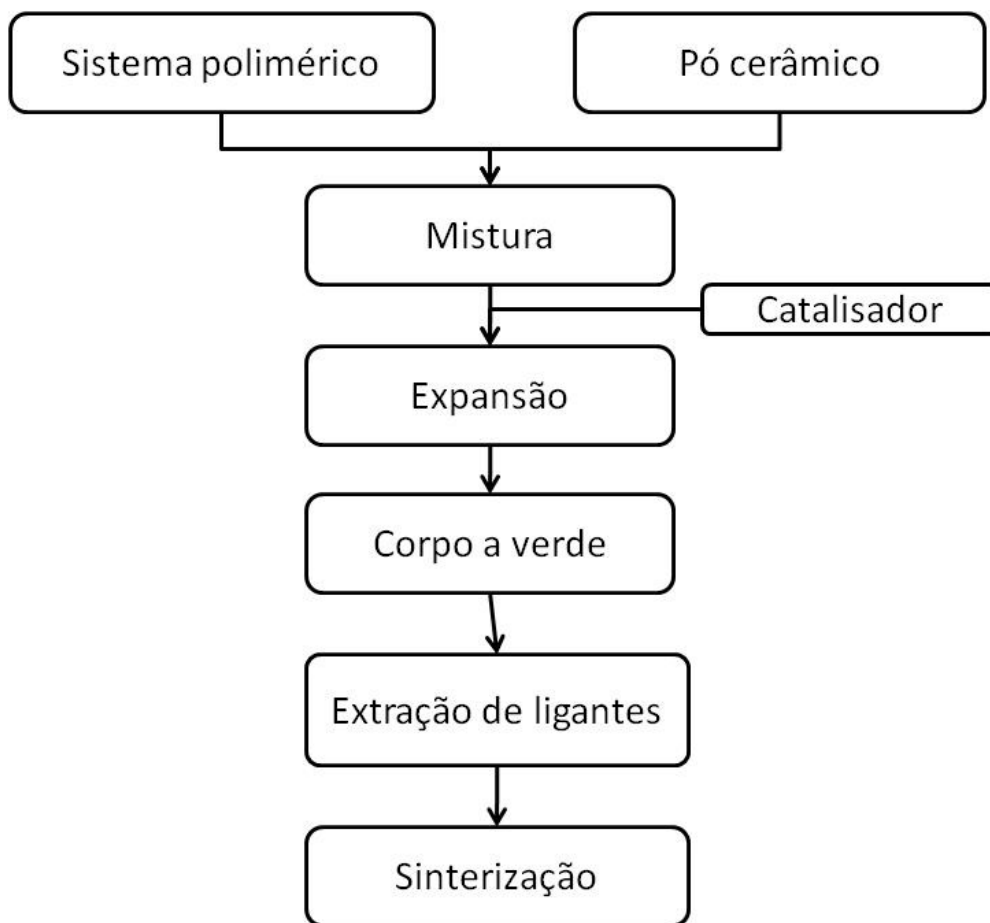 Sistema polimérico
Pó cerâmico
Mistura
Catalisador
Expansão
Corpo a verde
Extração de ligantes
Sinterização